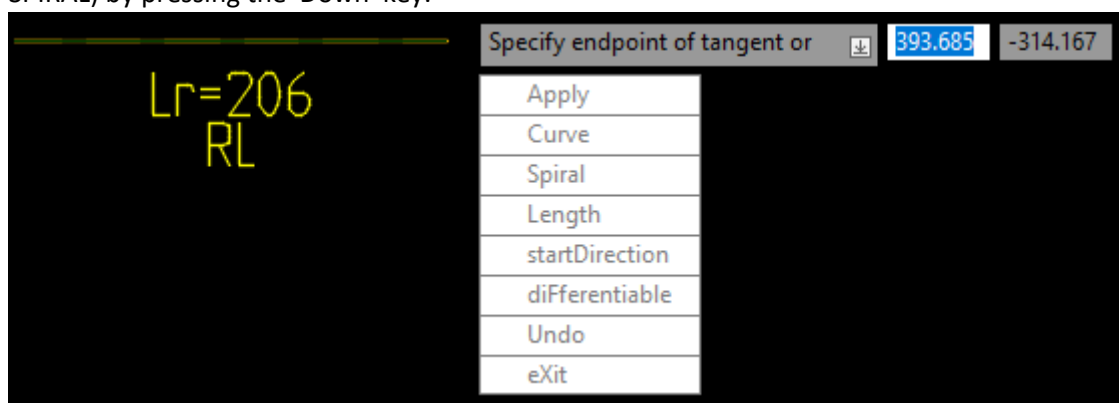 SPIRAL) by pressing the 'Down' key.
Specify endpoint of tangent or 393.685 -314.167
Lr=206
RL
Apply
Curve
Spiral
Length
startDirection
diFferentiable
Undo
eXit